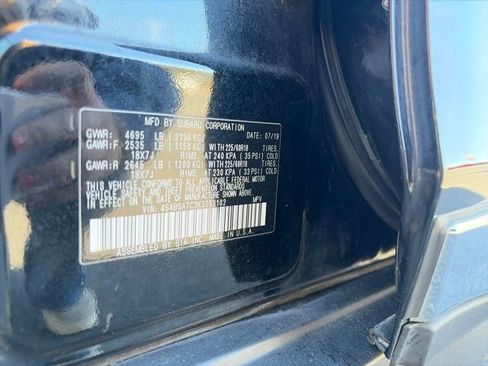 MFD BY SUBARU CORPORATION 07/19
GVWR: 4695 LB (2130 KG)
GAWR: F 2535 LB (1150 KG) WITH 225/60R18 TIRES,
18X7J RIMS, AT 240 KPA (35 PSI) COLD
GAWR: R 2645 LB (1200 KG) WITH 225/60R18 TIRES,
18X7J RIMS, AT 230 KPA (33 PSI) COLD
THIS VEHICLE CONFORMS TO ALL APPLICABLE FEDERAL MOTOR
VEHICLE SAFETY, BUMPER, AND THEFT PREVENTION STANDARDS
IN EFFECT ON THE DATE OF MANUFACTURE SHOWN ABOVE.
VIN: MPV
ASSEMBLED BY SIA, INC. IN U.S.A.